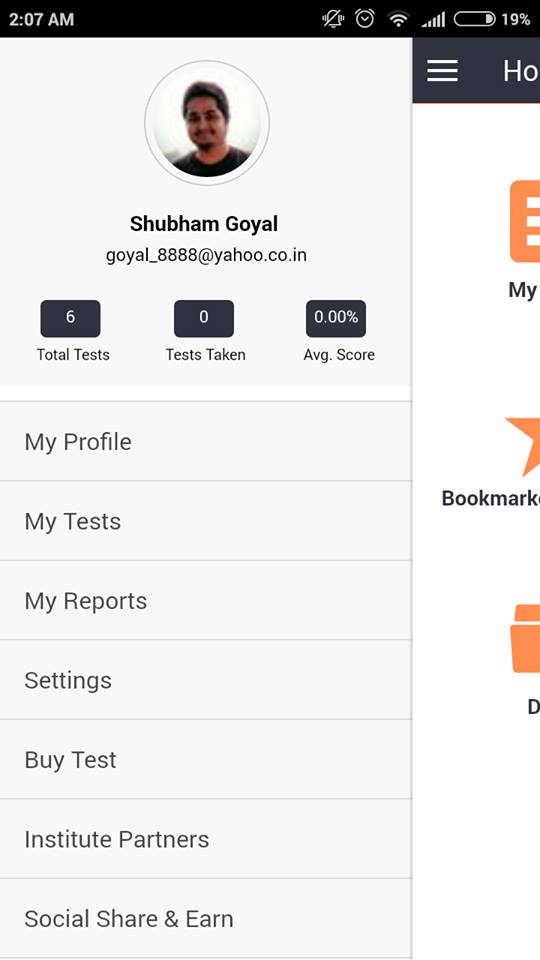 2:07 AM 19%
Ho
Shubham Goyal
goyal_8888@yahoo.co.in
6 0 0.00%
Total Tests Tests Taken Avg. Score
My
My Profile
Bookmark
My Tests
My Reports
Settings
D
Buy Test
Institute Partners
Social Share & Earn